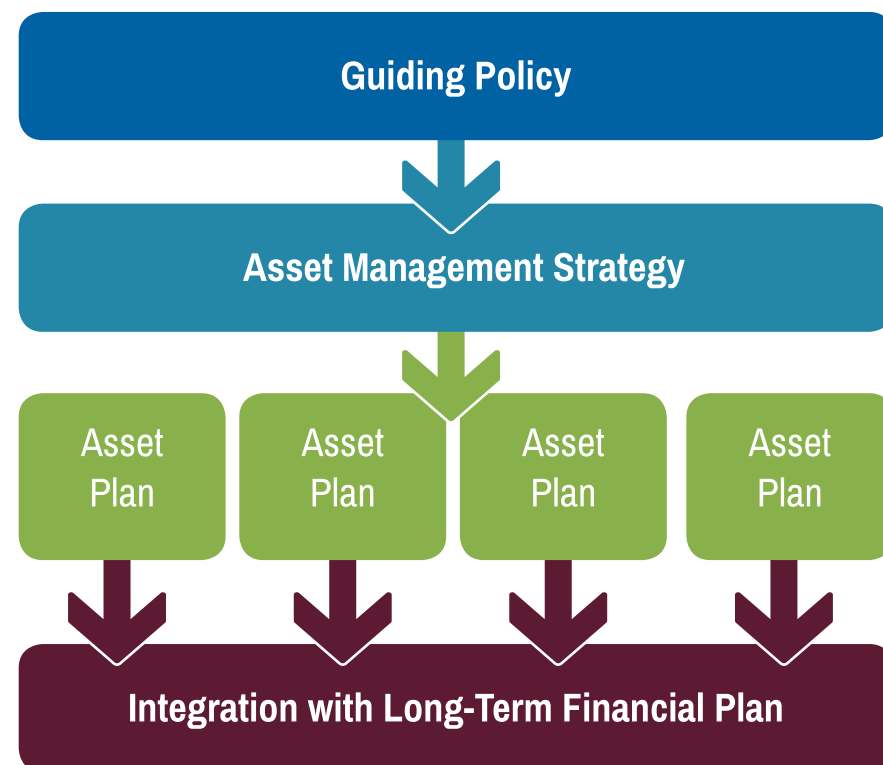 Guiding Policy
Asset Management Strategy
Asset
Plan
Asset
Plan
Asset
Plan
Asset
Plan
Integration with Long-Term Financial Plan